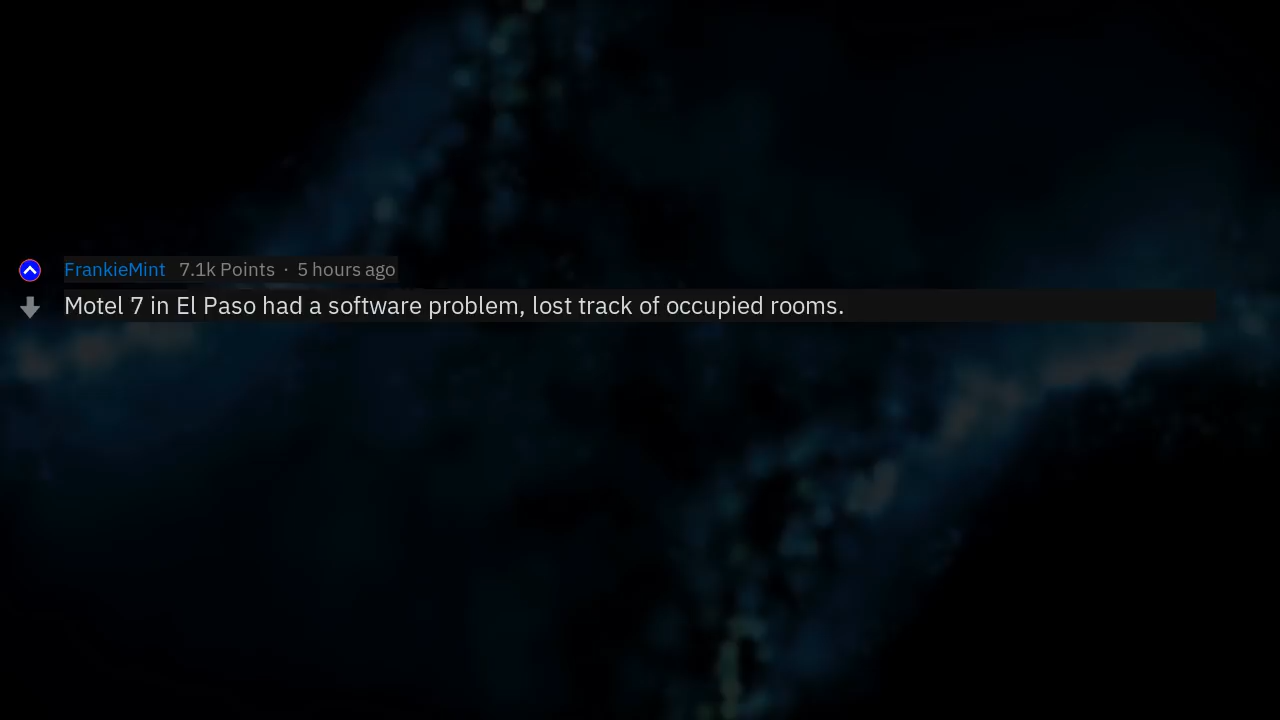 FrankieMint 7.1k Points · 5 hours ago
Motel 7 in El Paso had a software problem, lost track of occupied rooms.